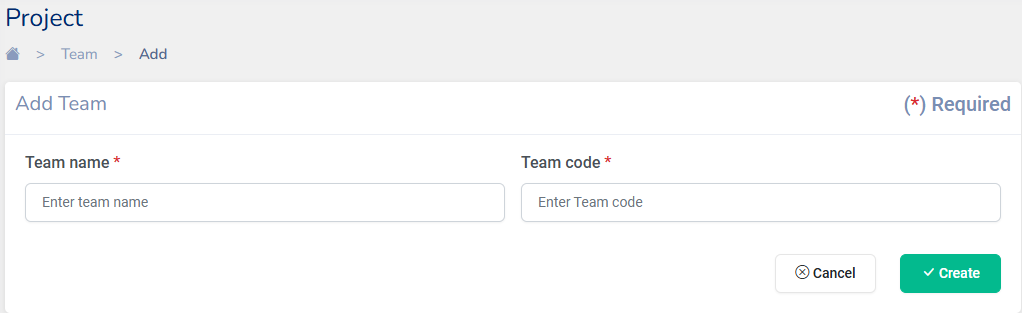 Project
> Team > Add
Add Team (*) Required
Team name * Team code *
Enter team name Enter Team code
Cancel Create